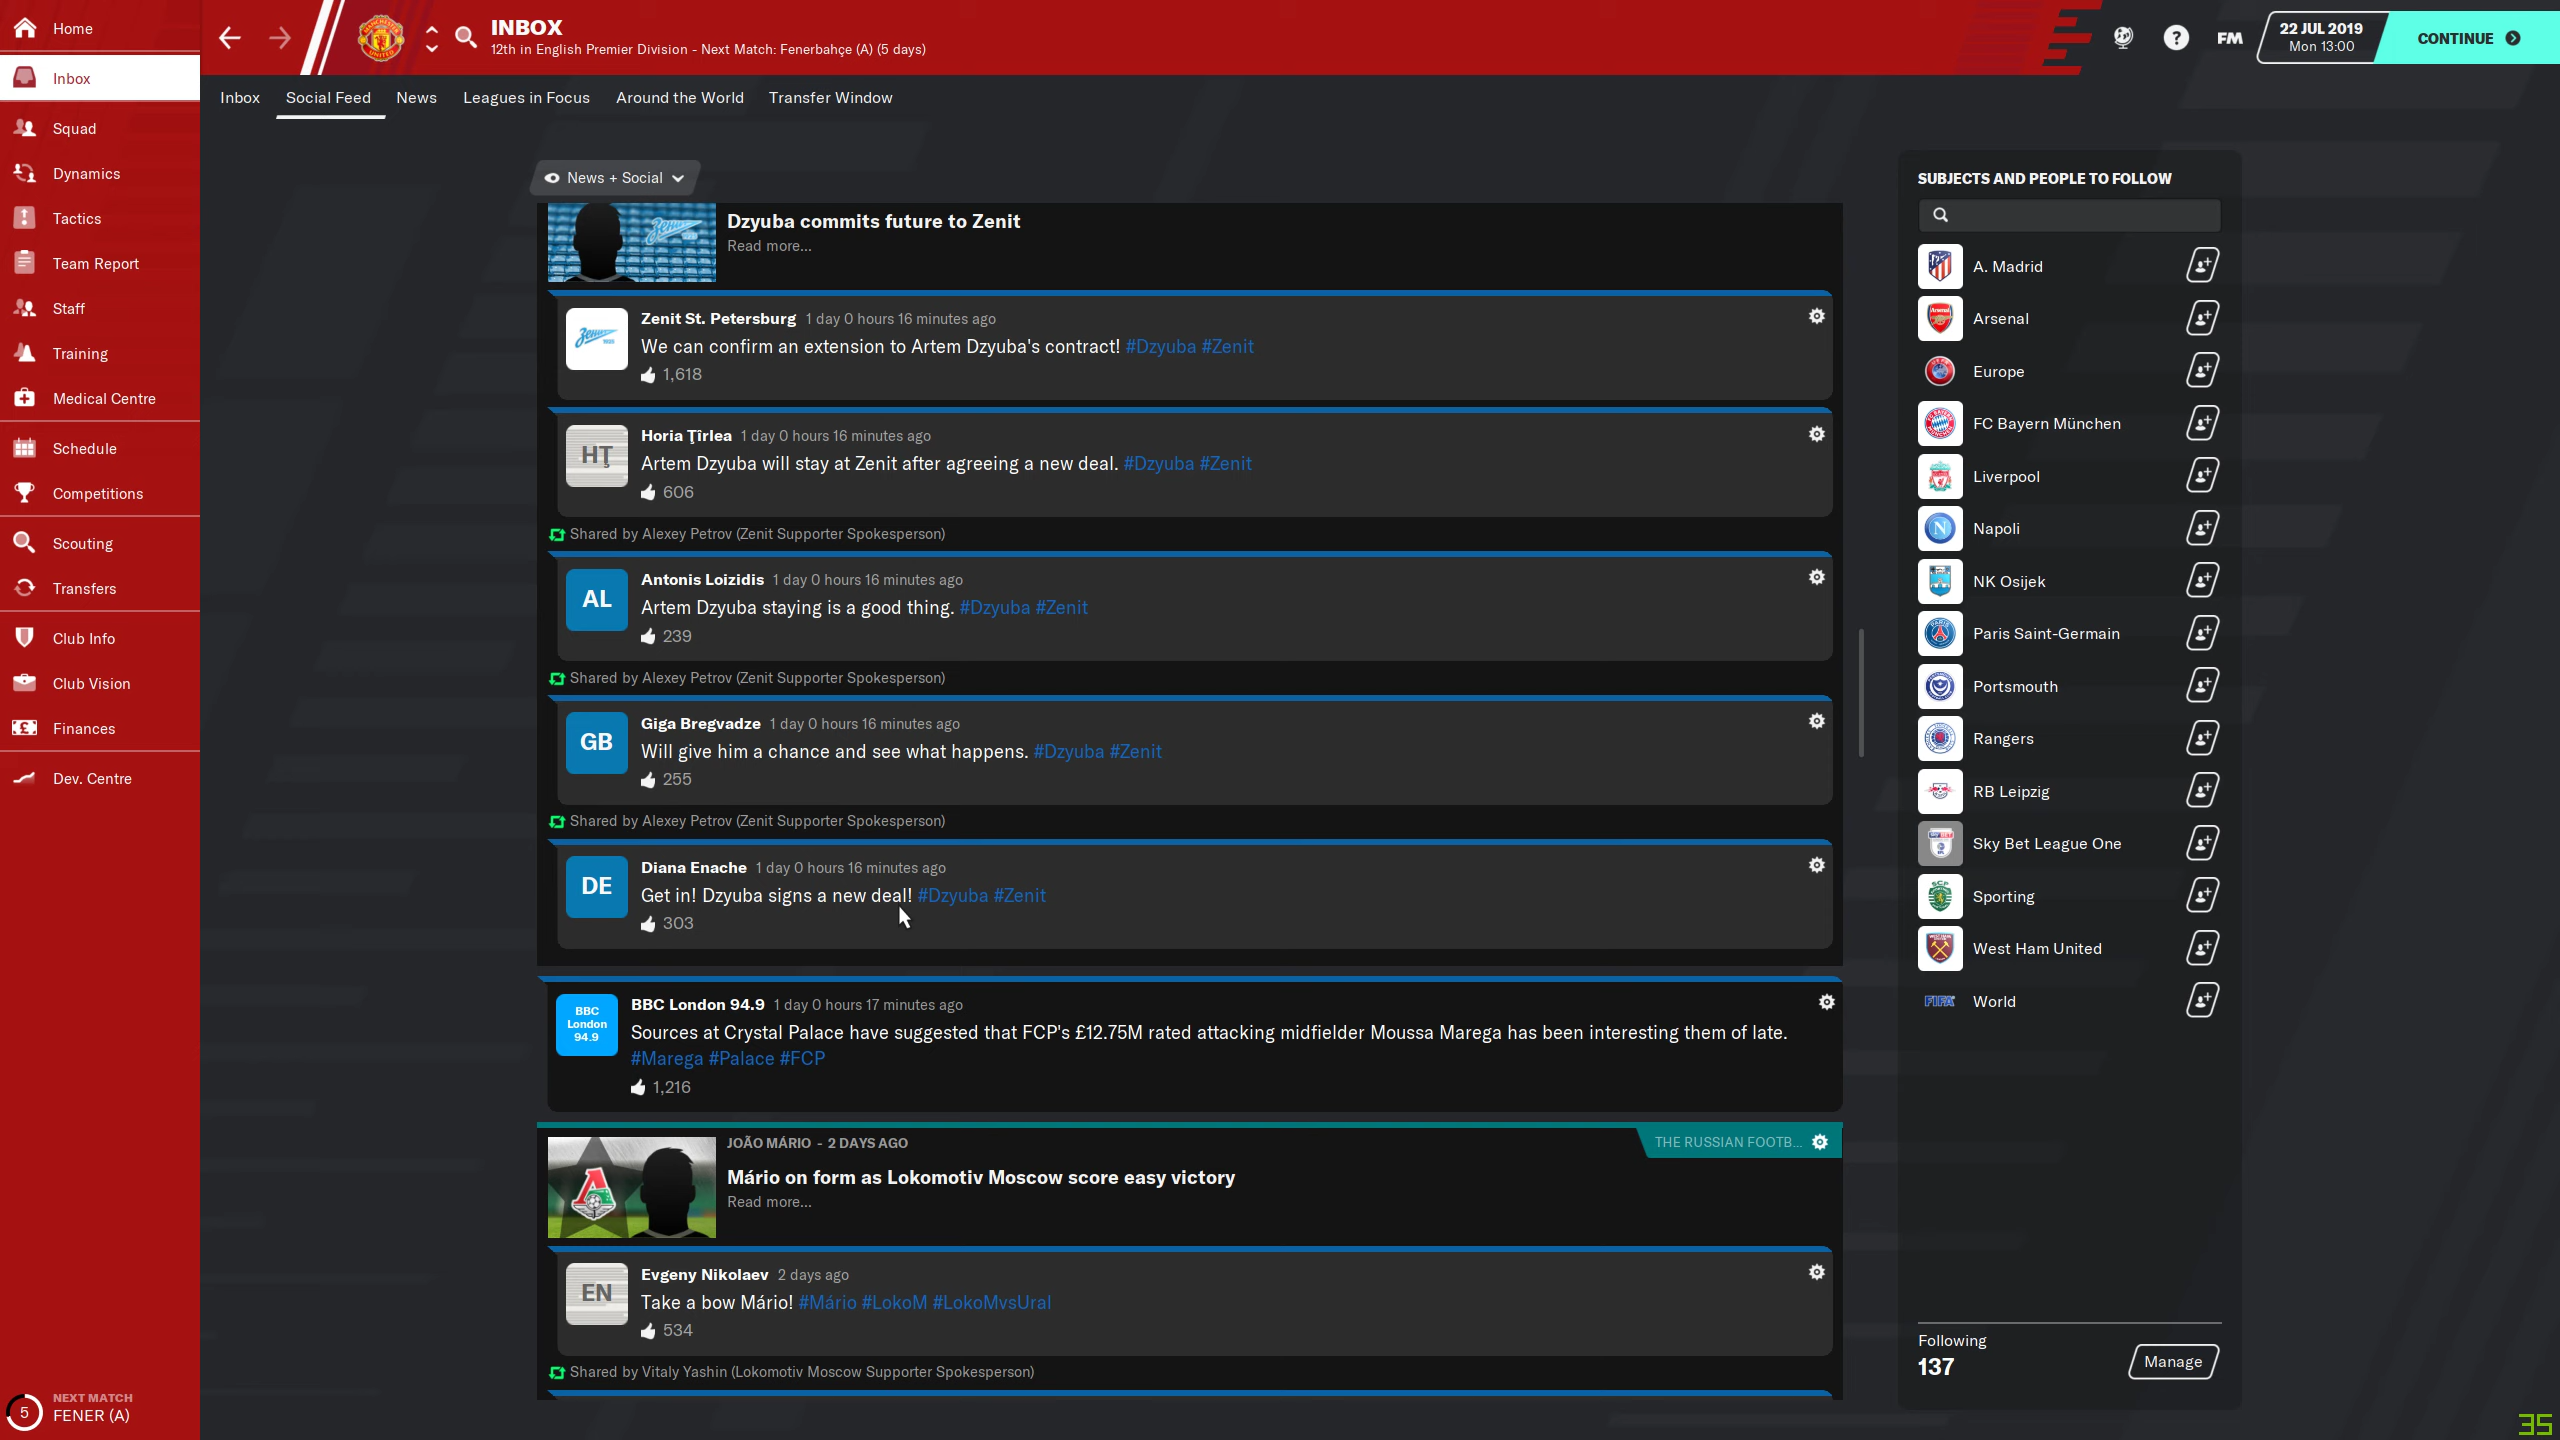 Home
Inbox
Squad
Dynamics
Tactics
Team Report
Staff
Training
Medical Centre
Schedule
Competitions
Scouting
Transfers
Club Info
Club Vision
Finances
Dev. Centre
5
NEXT MATCH
FENER (A)
INBOX
12th in English Premier Division - Next Match: Fenerbahçe (A) (5 days)
?
FM
22 JUL 2019
Mon 13:00
CONTINUE
Inbox
Social Feed
News
Leagues in Focus
Around the World
Transfer Window
News + Social
Dzyuba commits future to Zenit
Read more...
Zenit St. Petersburg 1 day 0 hours 16 minutes ago
We can confirm an extension to Artem Dzyuba's contract! #Dzyuba #Zenit
1,618
HŢ
Horia Ţîrlea 1 day 0 hours 16 minutes ago
Artem Dzyuba will stay at Zenit after agreeing a new deal. #Dzyuba #Zenit
606
Shared by Alexey Petrov (Zenit Supporter Spokesperson)
AL
Antonis Loizidis 1 day 0 hours 16 minutes ago
Artem Dzyuba staying is a good thing. #Dzyuba #Zenit
239
Shared by Alexey Petrov (Zenit Supporter Spokesperson)
GB
Giga Bregvadze 1 day 0 hours 16 minutes ago
Will give him a chance and see what happens. #Dzyuba #Zenit
255
Shared by Alexey Petrov (Zenit Supporter Spokesperson)
DE
Diana Enache 1 day 0 hours 16 minutes ago
Get in! Dzyuba signs a new deal! #Dzyuba #Zenit
303
BBC
London
94.9
BBC London 94.9 1 day 0 hours 17 minutes ago
Sources at Crystal Palace have suggested that FCP's £12.75M rated attacking midfielder Moussa Marega has been interesting them of late.
#Marega #Palace #FCP
1,216
JOÃO MÁRIO - 2 DAYS AGO
THE RUSSIAN FOOTB...
Mário on form as Lokomotiv Moscow score easy victory
Read more...
EN
Evgeny Nikolaev 2 days ago
Take a bow Mário! #Mário #LokoM #LokoMvsUral
534
Shared by Vitaly Yashin (Lokomotiv Moscow Supporter Spokesperson)
SUBJECTS AND PEOPLE TO FOLLOW
A. Madrid
Arsenal
Europe
FC Bayern München
Liverpool
Napoli
NK Osijek
Paris Saint-Germain
Portsmouth
Rangers
RB Leipzig
Sky Bet League One
Sporting
West Ham United
FIFA
World
Following
137
Manage
35